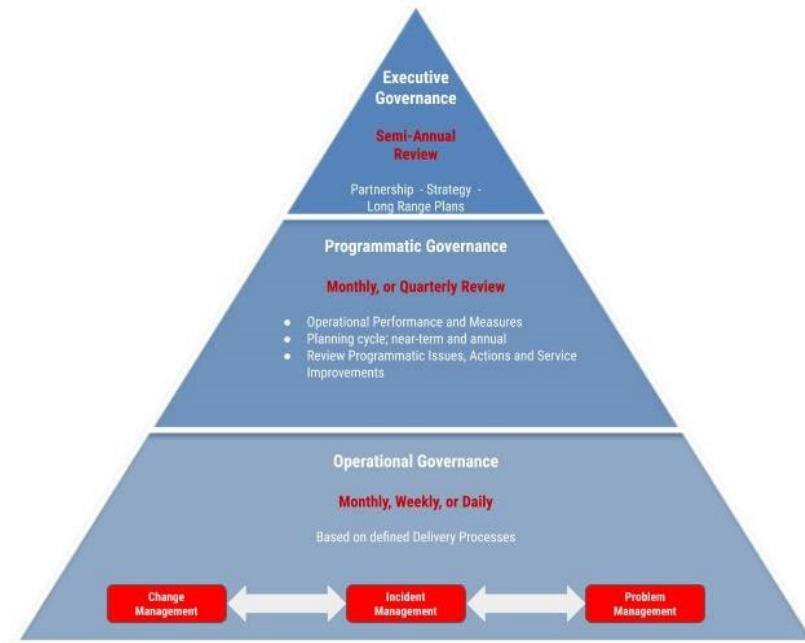 Executive
Governance
Semi-Annual
Review
Partnership - Strategy -
Long Range Plans
Programmatic Governance
Monthly, or Quarterly Review
● Operational Performance and Measures
● Planning cycle; near-term and annual
● Review Programmatic Issues, Actions and Service
Improvements
Operational Governance
Monthly, Weekly, or Daily
Based on defined Delivery Processes
Change
Management
Incident
Management
Problem
Management